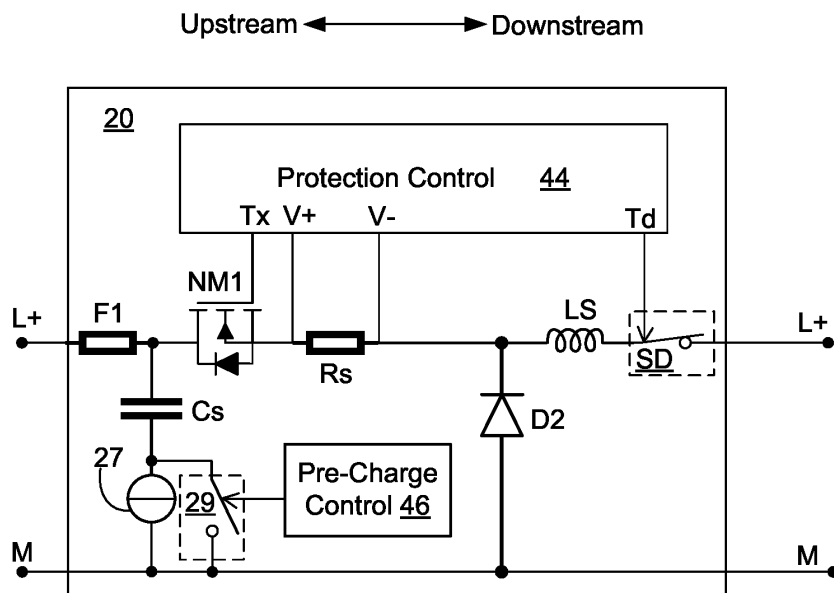 Upstream Downstream
20
Protection Control 44
Tx V+ V- Td
NM1
L+ F1 Rs LS SD L+
Cs D2
27 29 Pre-Charge
Control 46
M M